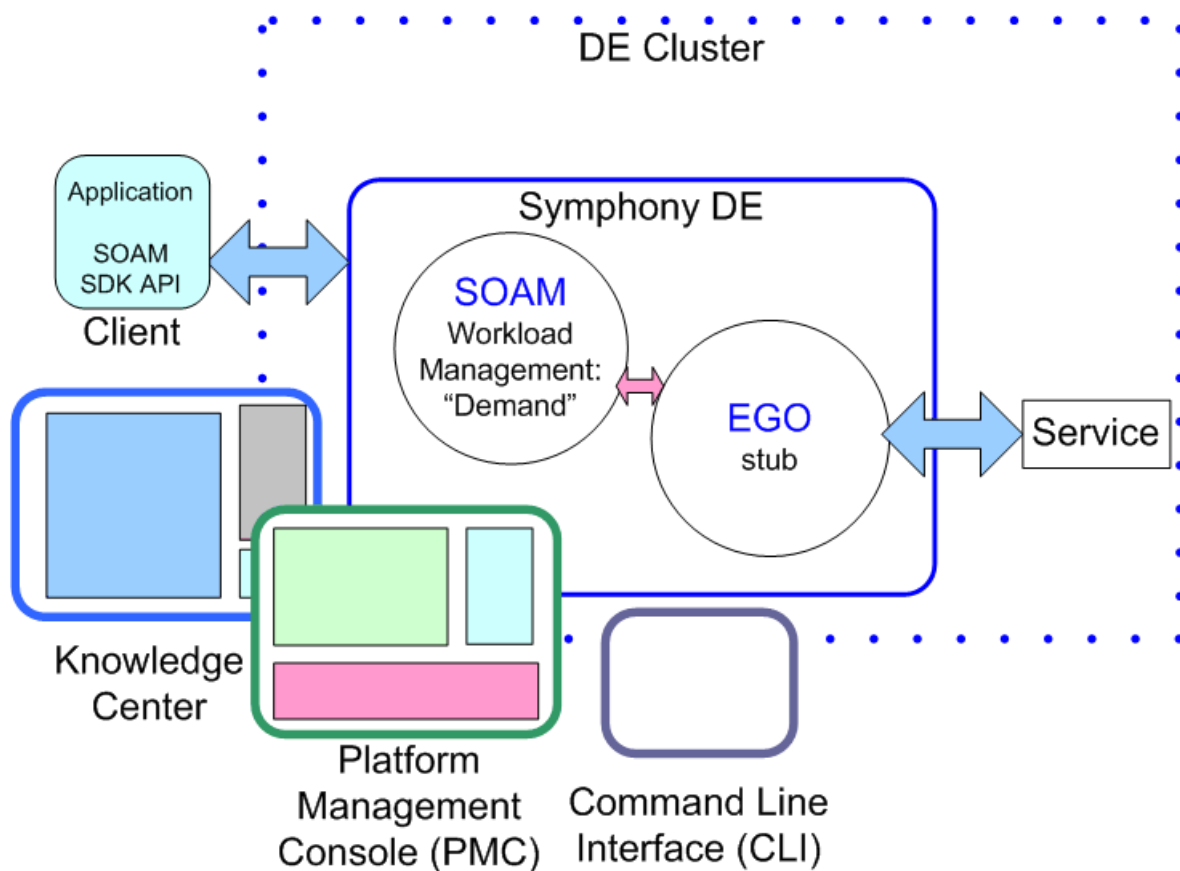 DE Cluster
Application
SOAM
SDK API
Client
Symphony DE
SOAM
Workload
Management:
“Demand”
EGO
stub
Service
Knowledge
Center
Platform
Management
Console (PMC)
Command Line
Interface (CLI)